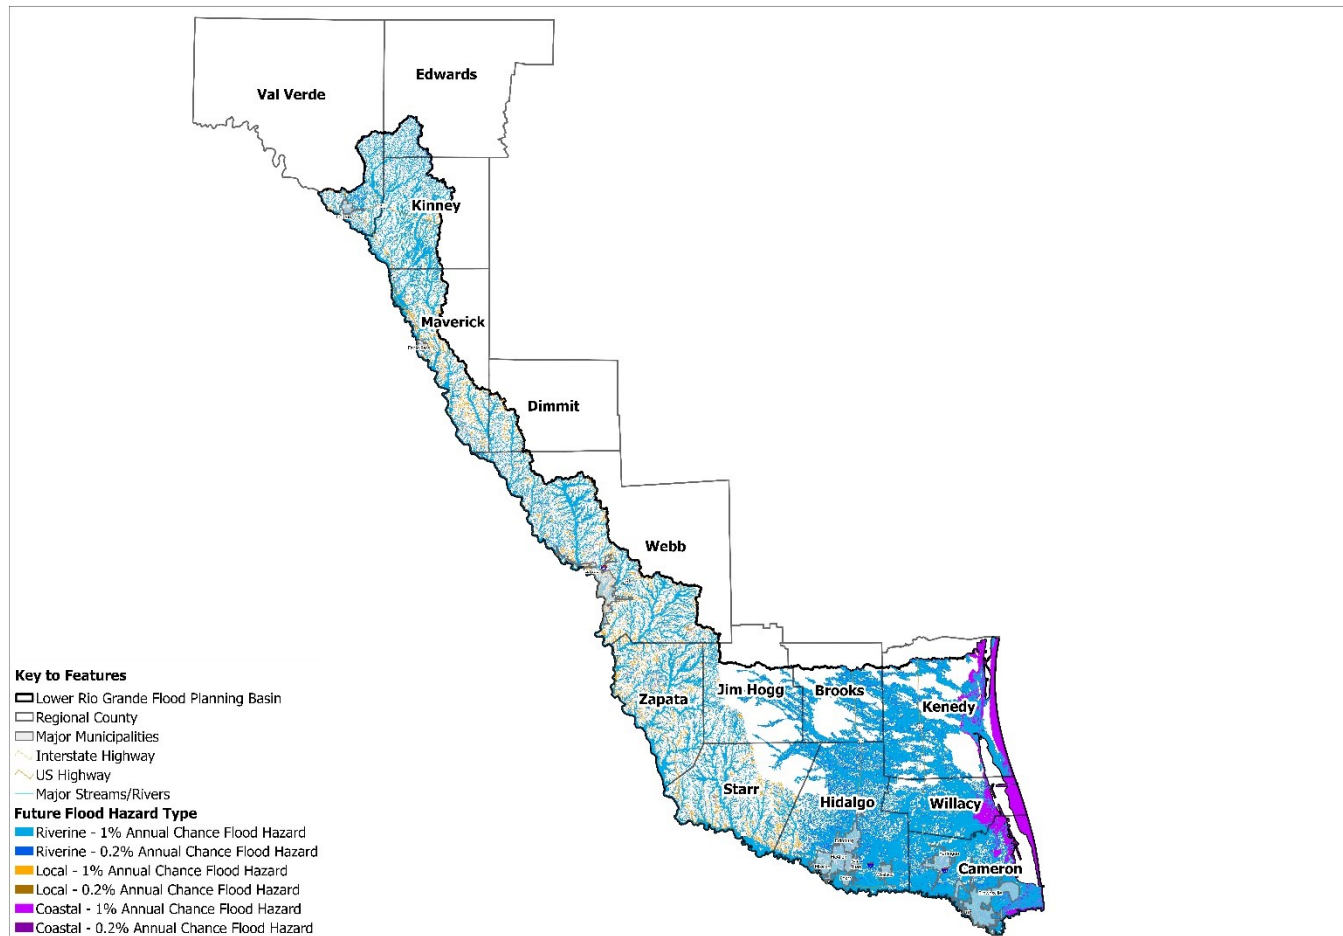 Edwards
Val Verde
Kinney
Maverick
Dimmit
Webb
Zapata
Jim Hogg
Brooks
Kenedy
Starr
Hidalgo
Willacy
Cameron
Key to Features
Lower Rio Grande Flood Planning Basin
Regional County
Major Municipalities
Interstate Highway
US Highway
Major Streams/Rivers
Future Flood Hazard Type
Riverine - 1% Annual Chance Flood Hazard
Riverine - 0.2% Annual Chance Flood Hazard
Local - 1% Annual Chance Flood Hazard
Local - 0.2% Annual Chance Flood Hazard
Coastal - 1% Annual Chance Flood Hazard
Coastal - 0.2% Annual Chance Flood Hazard